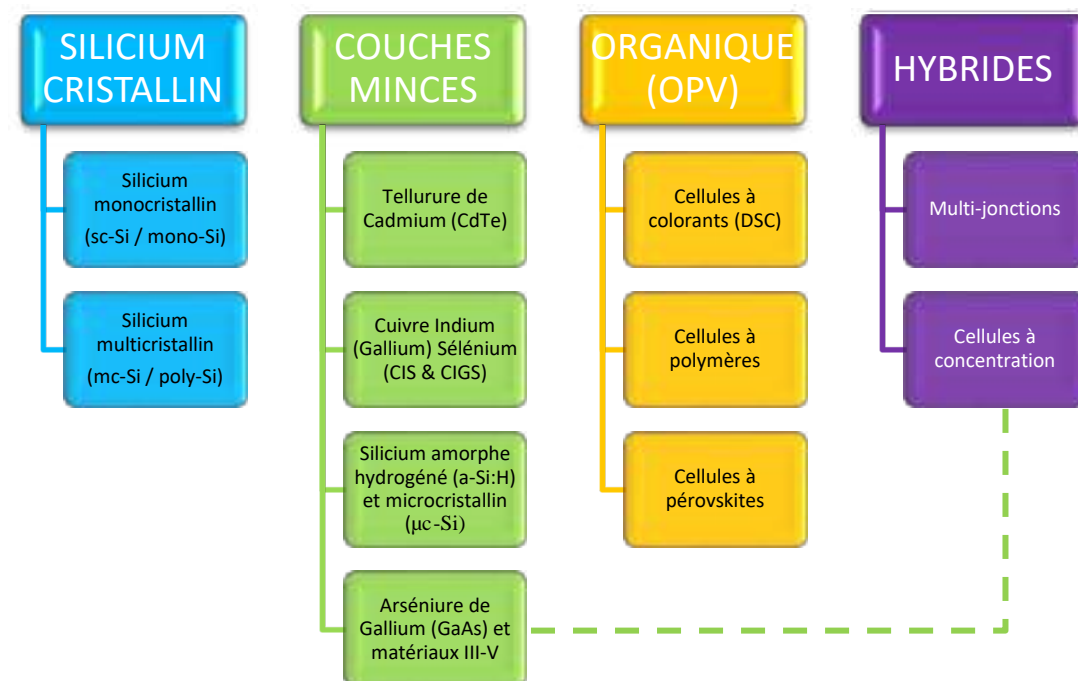 SILICIUM
CRISTALLIN
Silicium
monocristallin
(sc-Si / mono-Si)
Silicium
multicristallin
(mc-Si / poly-Si)
COUCHES
MINCES
Tellurure de
Cadmium (CdTe)
Cuivre Indium
(Gallium) Sélénium
(CIS & CIGS)
Silicium amorphe
hydrogéné (a-Si:H)
et microcristallin
(µc-Si)
Arséniure de
Gallium (GaAs) et
matériaux III-V
ORGANIQUE
(OPV)
Cellules à
colorants (DSC)
Cellules à
polymères
Cellules à
pérovskites
HYBRIDES
Multi-jonctions
Cellules à
concentration